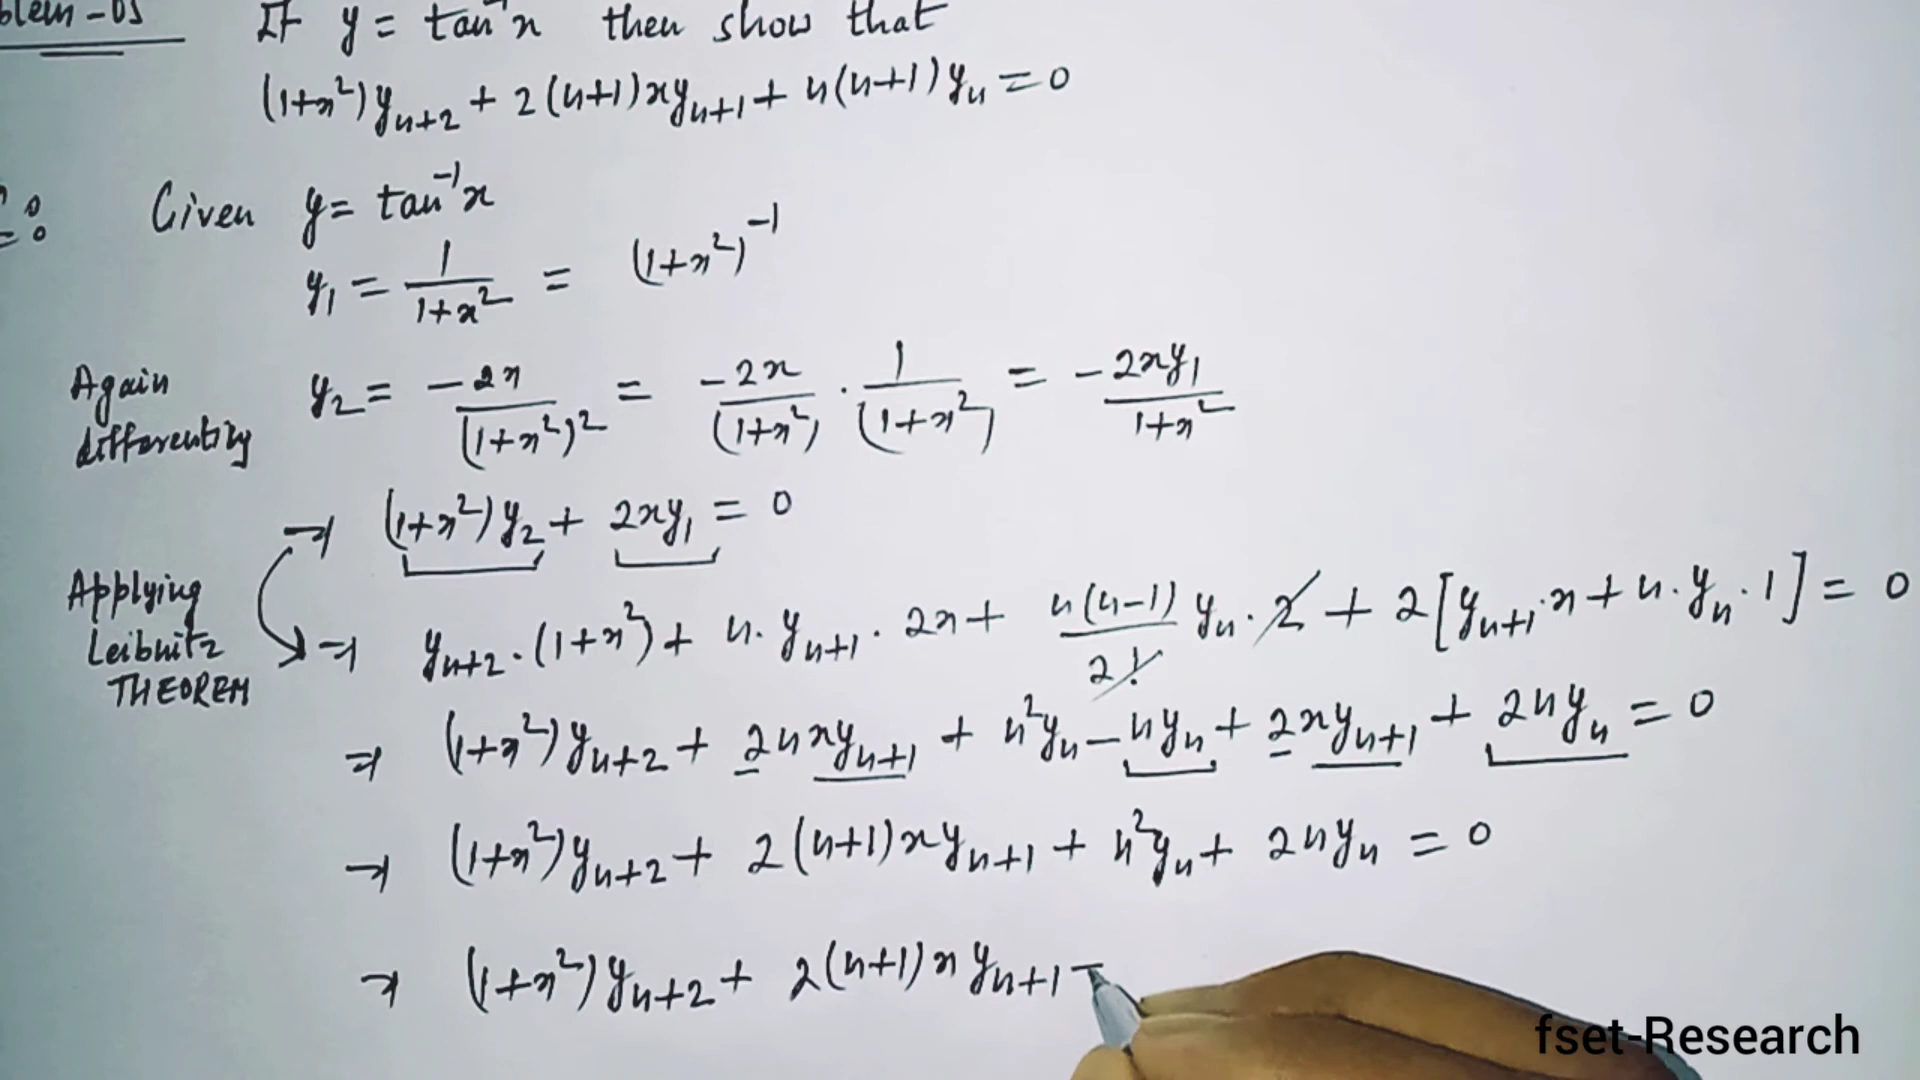 blem-05 If y = tan⁻¹x then show that
(1+x²)yₙ₊₂ + 2(n+1)xyₙ₊₁ + n(n+1)yₙ = 0
Given y = tan⁻¹x
y₁ = 1/(1+x²) = (1+x²)⁻¹
Again differentizg y₂ = -2x/(1+x²)² = -2x/(1+x²) · 1/(1+x²) = -2xy₁/(1+x²)
→ (1+x²)y₂ + 2xy₁ = 0
Applying Leibnitz THEOREM ⇒ yₙ₊₂·(1+x²) + n·yₙ₊₁·2x + n(n-1)/2! yₙ·2 + 2[yₙ₊₁·x + n·yₙ·1] = 0
⇒ (1+x²)yₙ₊₂ + 2nxyₙ₊₁ + n²yₙ - nyₙ + 2xyₙ₊₁ + 2nyₙ = 0
⇒ (1+x²)yₙ₊₂ + 2(n+1)xyₙ₊₁ + n²yₙ + 2nyₙ = 0
⇒ (1+x²)yₙ₊₂ + 2(n+1)xyₙ₊₁ -
fset-Research